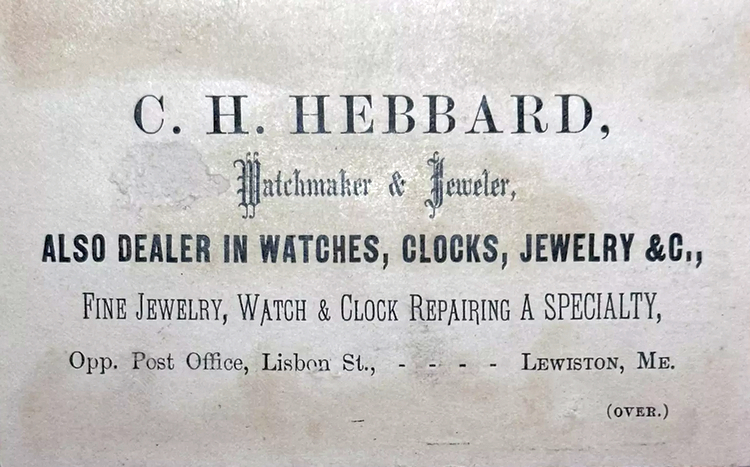 C. H. HEBBARD,
Watchmaker & Jeweler,
ALSO DEALER IN WATCHES, CLOCKS, JEWELRY &C.,
FINE JEWELRY, WATCH & CLOCK REPAIRING A SPECIALTY,
Opp. Post Office, Lisbon St., - - - - LEWISTON, ME.
(OVER.)